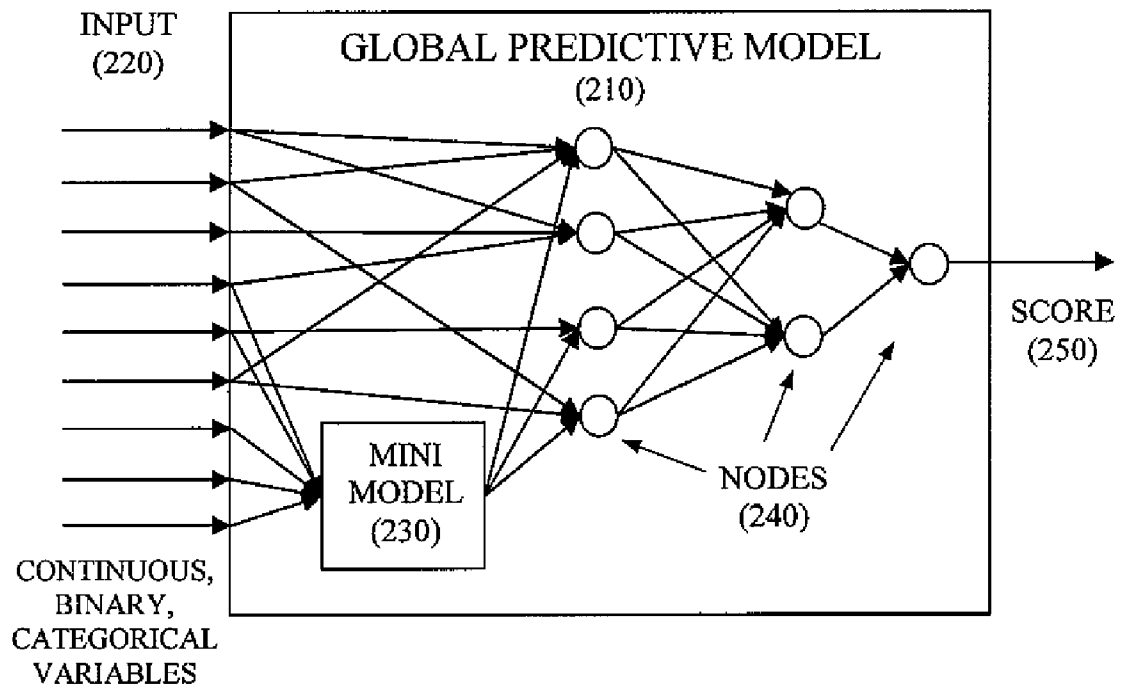 INPUT
(220)
GLOBAL PREDICTIVE MODEL
(210)
SCORE
(250)
MINI
MODEL
(230)
NODES
(240)
CONTINUOUS,
BINARY,
CATEGORICAL
VARIABLES